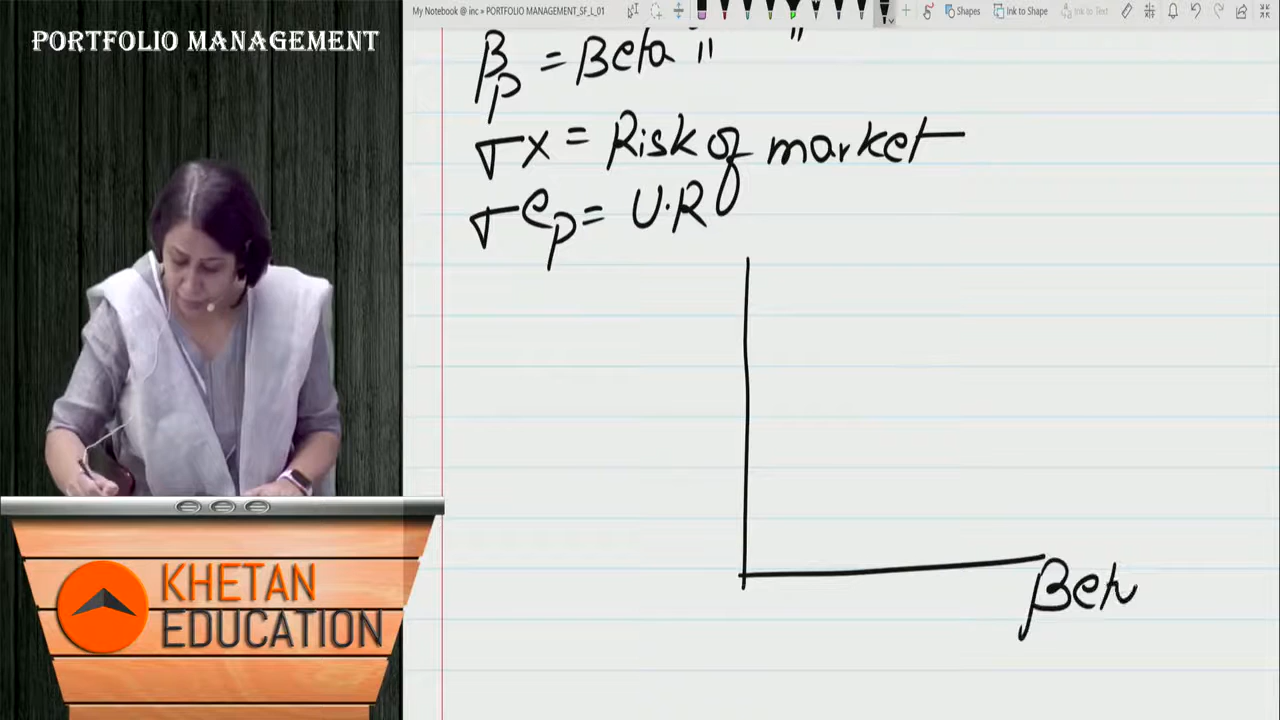 PORTFOLIO MANAGEMENT
My Notebook @ inc » PORTFOLIO MANAGEMENT_SF_L_01
Shapes
Ink to Shape
Ink to Text
βp = Beta " "
σx = Risk of market
σep = U.R
Bet
KHETAN
EDUCATION